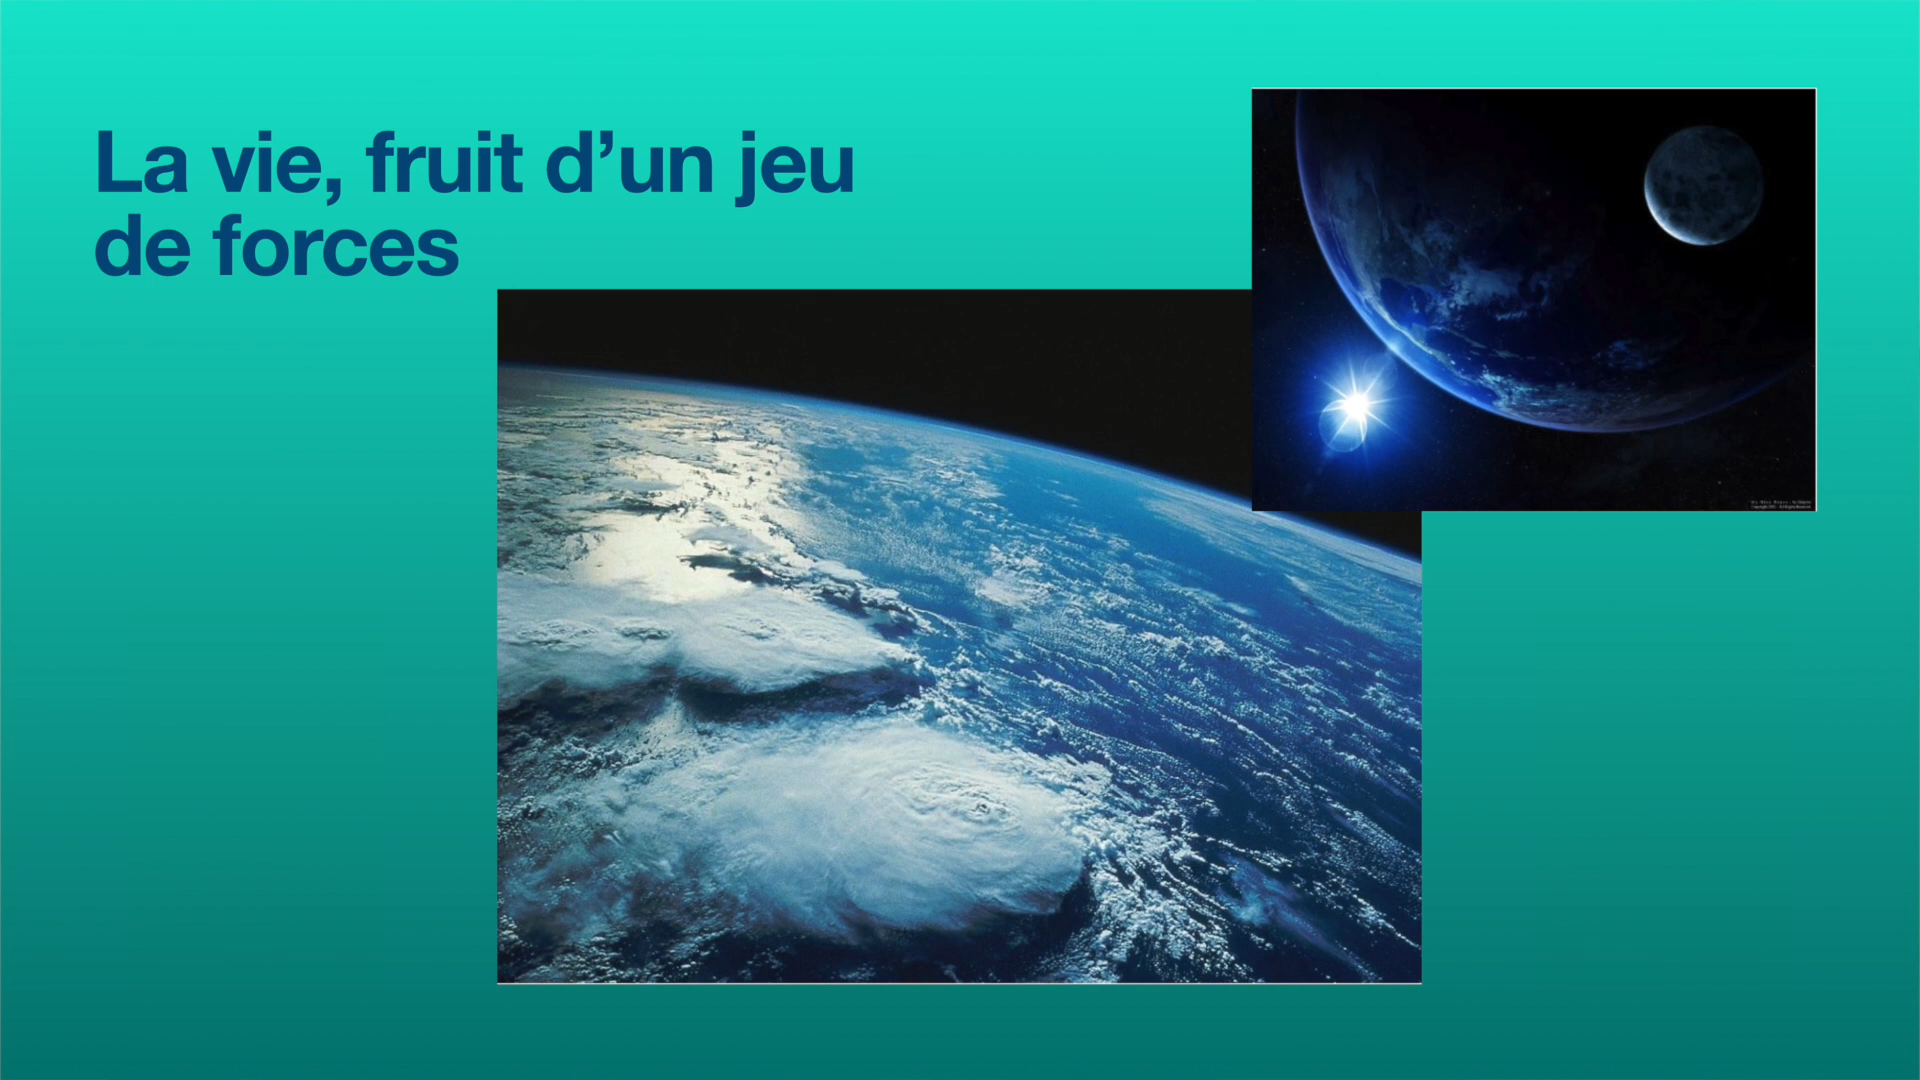 La vie, fruit d’un jeu
de forces